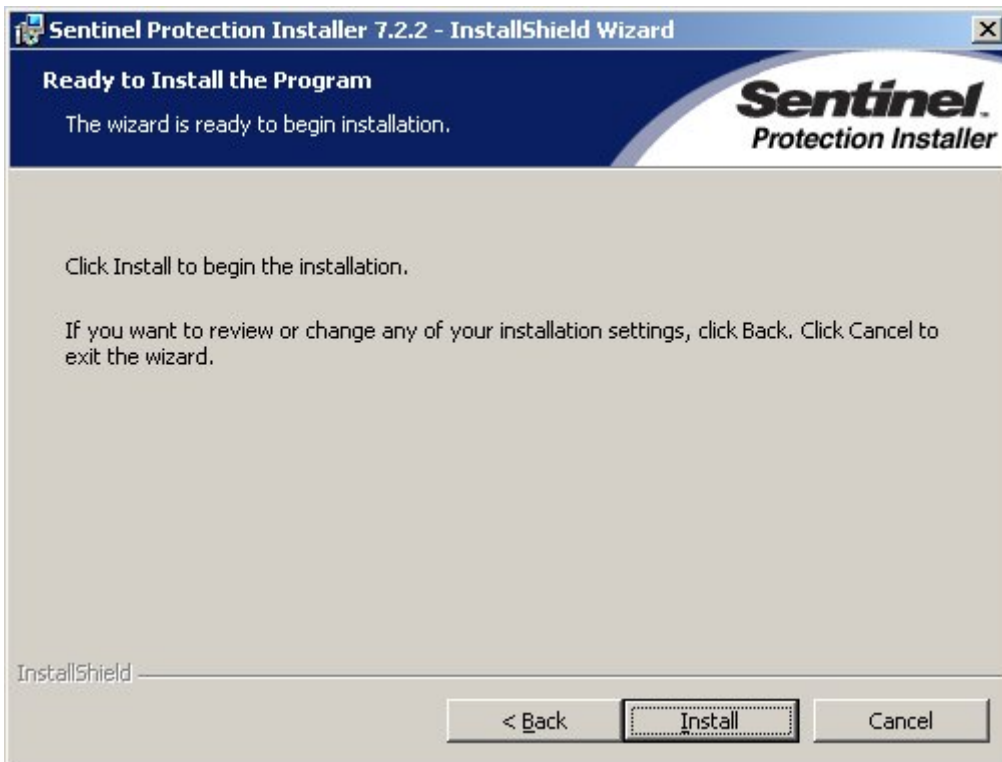 Sentinel Protection Installer 7.2.2 - InstallShield Wizard
Ready to Install the Program
The wizard is ready to begin installation.
Sentinel.
Protection Installer
Click Install to begin the installation.
If you want to review or change any of your installation settings, click Back. Click Cancel to
exit the wizard.
InstallShield
< Back
Install
Cancel